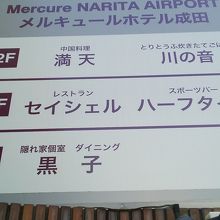 Mercure NARITA AIRPORT
メルキュールホテル成田
2F
中国料理 とりとうふ炊きたてごは
満天 川の音
F
レストラン スポーツバー
セイシェル ハーフタ
隠れ家個室 ダイニング
黒子